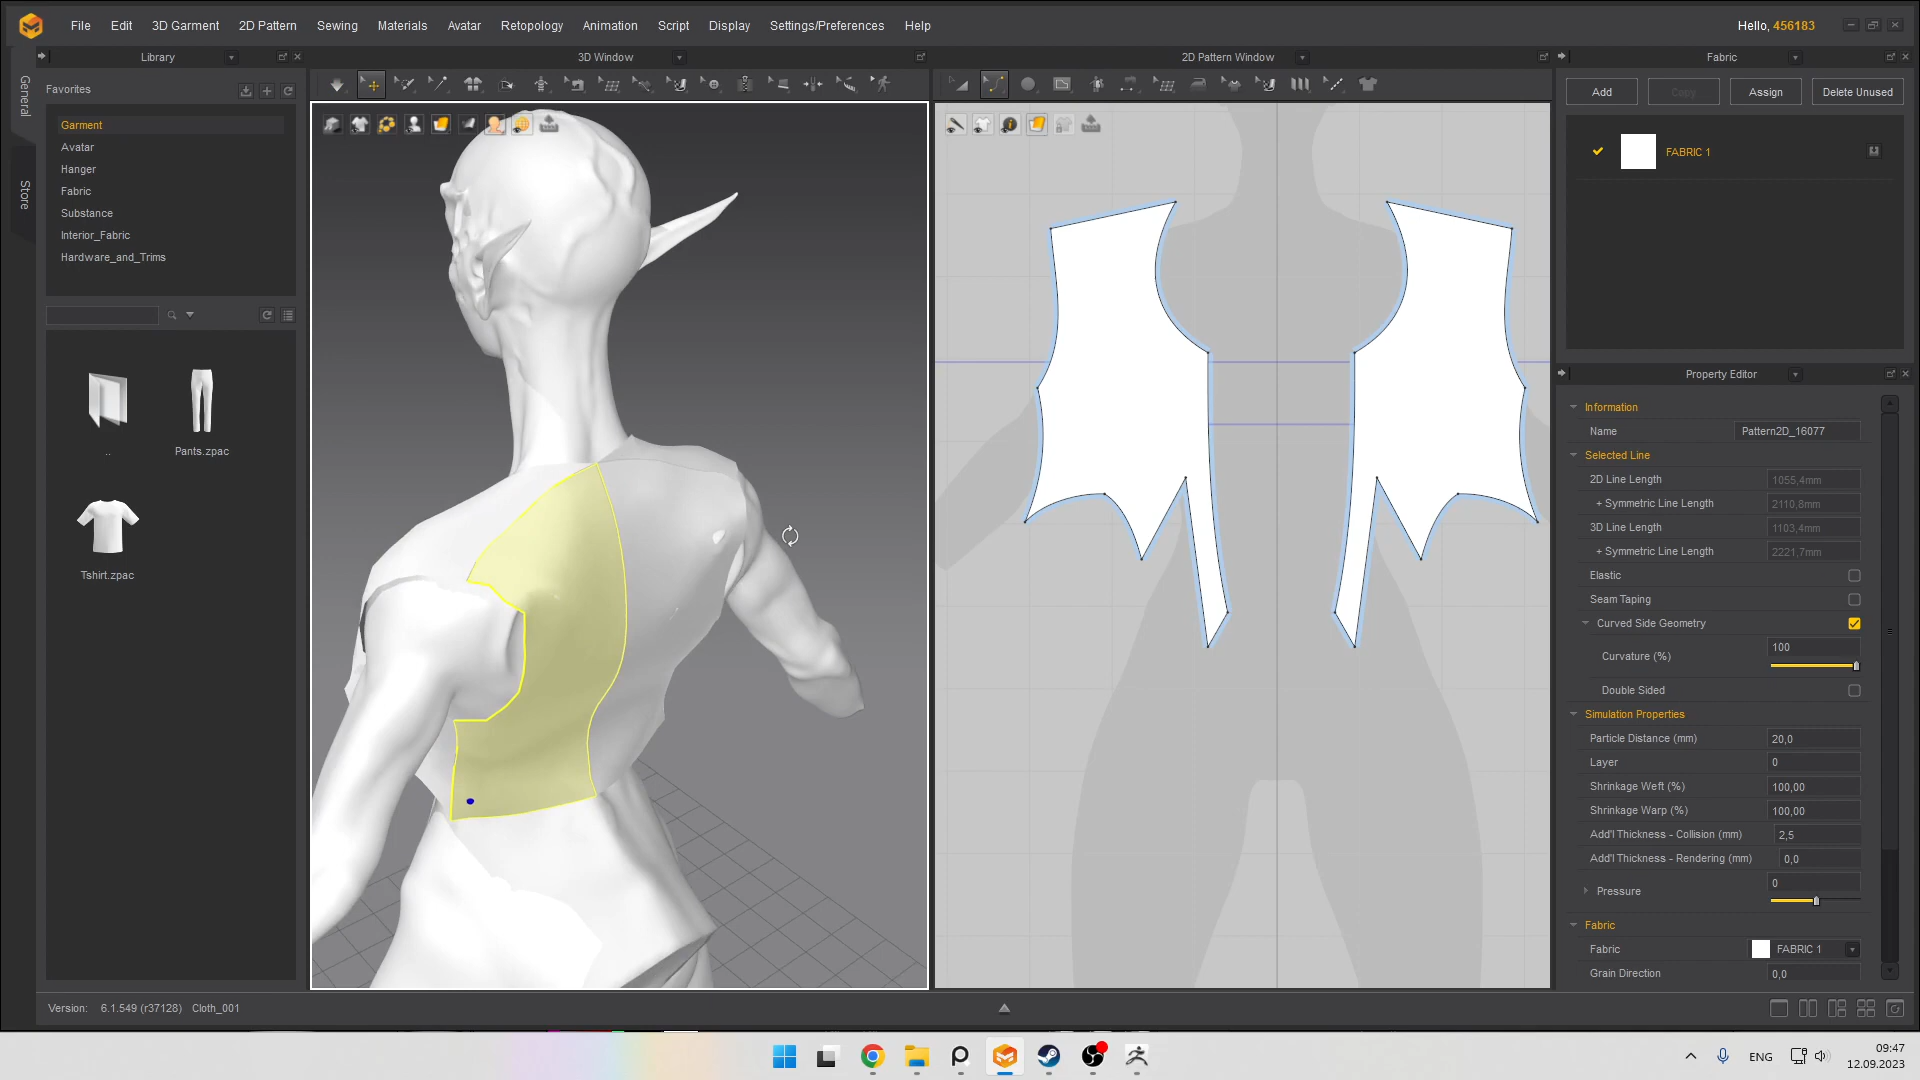 File Edit 3D Garment 2D Pattern Sewing Materials Avatar Retopology Animation Script Display Settings/Preferences Help Hello, 456183
Library 3D Window 2D Pattern Window Fabric
General
Store
Favorites
Garment
Avatar
Hanger
Fabric
Substance
Interior_Fabric
Hardware_and_Trims
..
Pants.zpac
Tshirt.zpac
Add Copy Assign Delete Unused
FABRIC 1
Property Editor
Information
Name Pattern2D_16077
Selected Line
2D Line Length 1055,4mm
+ Symmetric Line Length 2110,8mm
3D Line Length 1103,4mm
+ Symmetric Line Length 2221,7mm
Elastic
Seam Taping
Curved Side Geometry
Curvature (%) 100
Double Sided
Simulation Properties
Particle Distance (mm) 20,0
Layer 0
Shrinkage Weft (%) 100,00
Shrinkage Warp (%) 100,00
Add'l Thickness - Collision (mm) 2,5
Add'l Thickness - Rendering (mm) 0,0
Pressure 0
Fabric
Fabric FABRIC 1
Grain Direction 0,0
Version: 6.1.549 (r37128) Cloth_001
ENG
09:47
12.09.2023